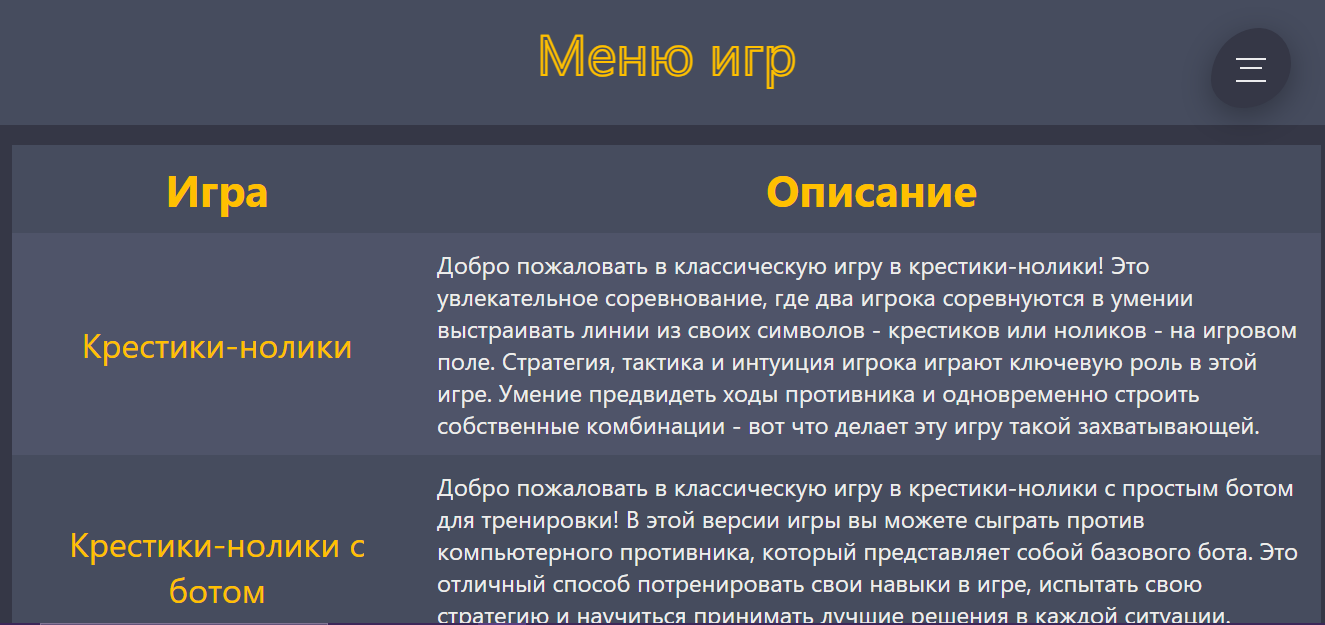 Меню игр
Игра
Описание
Крестики-нолики
Добро пожаловать в классическую игру в крестики-нолики! Это
увлекательное соревнование, где два игрока соревнуются в умении
выстраивать линии из своих символов - крестиков или ноликов - на игровом
поле. Стратегия, тактика и интуиция игрока играют ключевую роль в этой
игре. Умение предвидеть ходы противника и одновременно строить
собственные комбинации - вот что делает эту игру такой захватывающей.
Крестики-нолики с
ботом
Добро пожаловать в классическую игру в крестики-нолики с простым ботом
для тренировки! В этой версии игры вы можете сыграть против
компьютерного противника, который представляет собой базового бота. Это
отличный способ потренировать свои навыки в игре, испытать свою
стратегию и научиться принимать лучшие решения в каждой ситуации.